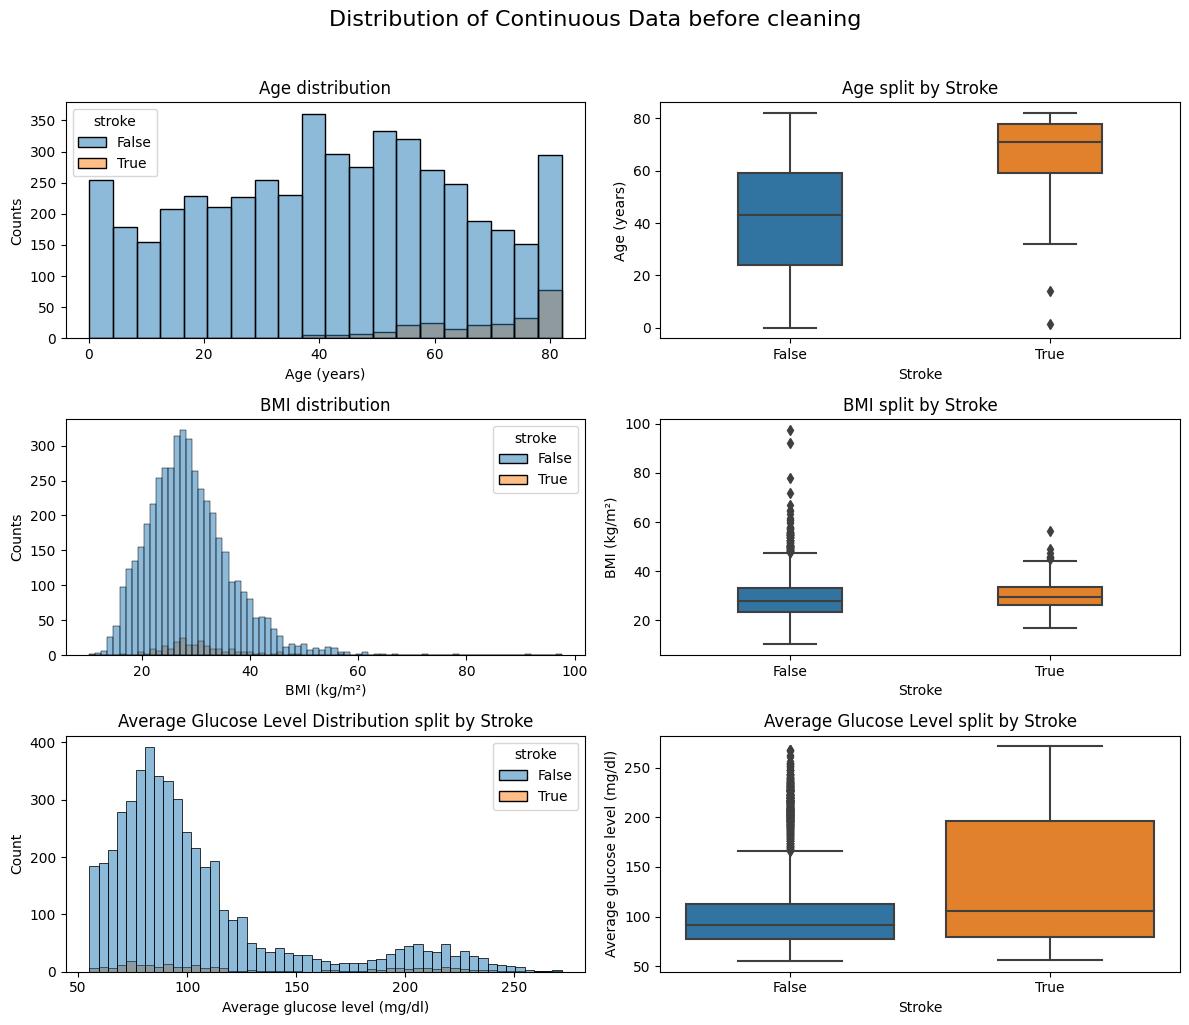 Distribution of Continuous Data before cleaning
Age distribution
Counts
350
300
250
200
150
100
50
0
stroke
False
True
0
20
40
60
80
Age (years)
Age split by Stroke
Age (years)
80
60
40
20
0
False
True
Stroke
BMI distribution
Counts
300
250
200
150
100
50
0
stroke
False
True
20
40
60
80
100
BMI (kg/m²)
BMI split by Stroke
BMI (kg/m²)
100
80
60
40
20
False
True
Stroke
Average Glucose Level Distribution split by Stroke
Count
400
300
200
100
0
stroke
False
True
50
100
150
200
250
Average glucose level (mg/dl)
Average Glucose Level split by Stroke
Average glucose level (mg/dl)
250
200
150
100
50
False
True
Stroke